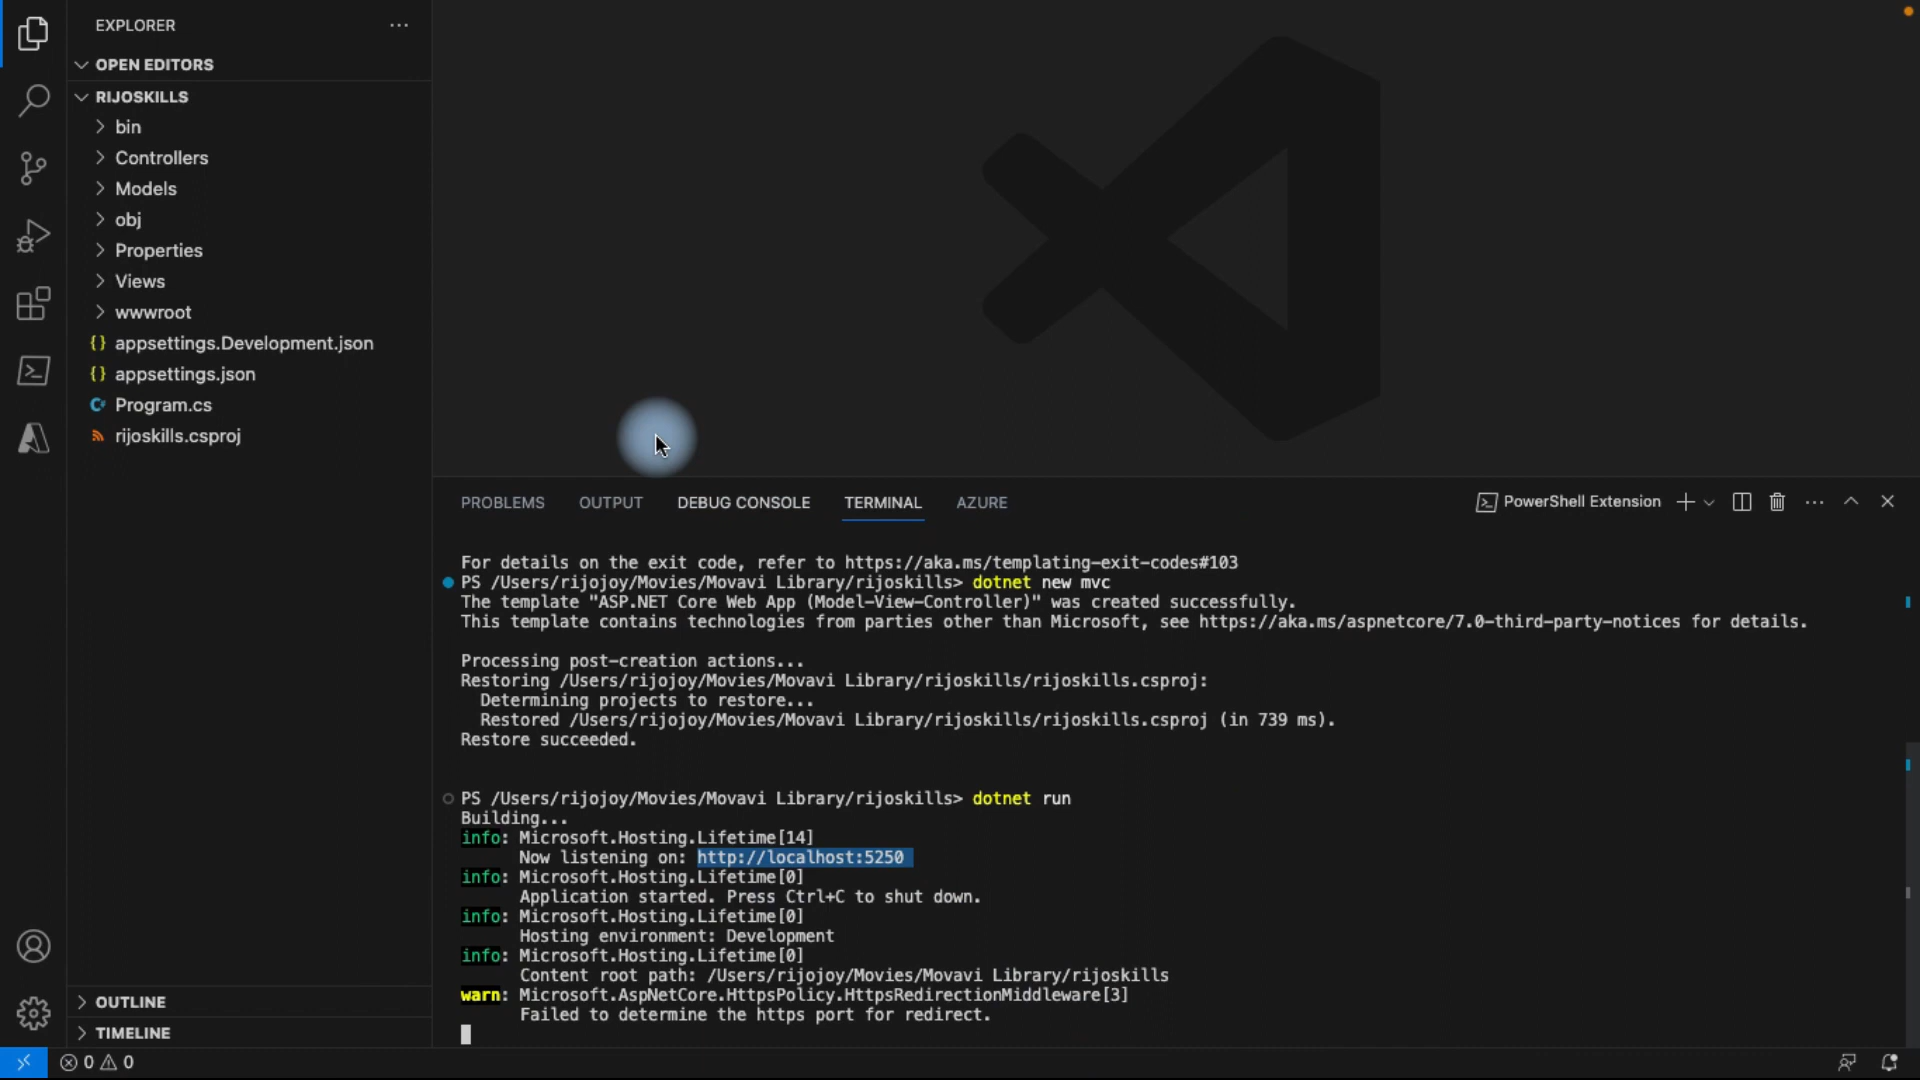 EXPLORER
OPEN EDITORS
RIJOSKILLS
bin
Controllers
Models
obj
Properties
Views
wwwroot
{} appsettings.Development.json
{} appsettings.json
C# Program.cs
rijoskills.csproj
OUTLINE
TIMELINE
PROBLEMS OUTPUT DEBUG CONSOLE TERMINAL AZURE PowerShell Extension
For details on the exit code, refer to https://aka.ms/templating-exit-codes#103
PS /Users/rijojoy/Movies/Movavi Library/rijoskills> dotnet new mvc
The template "ASP.NET Core Web App (Model-View-Controller)" was created successfully.
This template contains technologies from parties other than Microsoft, see https://aka.ms/aspnetcore/7.0-third-party-notices for details.
Processing post-creation actions...
Restoring /Users/rijojoy/Movies/Movavi Library/rijoskills/rijoskills.csproj:
Determining projects to restore...
Restored /Users/rijojoy/Movies/Movavi Library/rijoskills/rijoskills.csproj (in 739 ms).
Restore succeeded.
PS /Users/rijojoy/Movies/Movavi Library/rijoskills> dotnet run
Building...
info: Microsoft.Hosting.Lifetime[14]
Now listening on: http://localhost:5250
info: Microsoft.Hosting.Lifetime[0]
Application started. Press Ctrl+C to shut down.
info: Microsoft.Hosting.Lifetime[0]
Hosting environment: Development
info: Microsoft.Hosting.Lifetime[0]
Content root path: /Users/rijojoy/Movies/Movavi Library/rijoskills
warn: Microsoft.AspNetCore.HttpsPolicy.HttpsRedirectionMiddleware[3]
Failed to determine the https port for redirect.
0 0